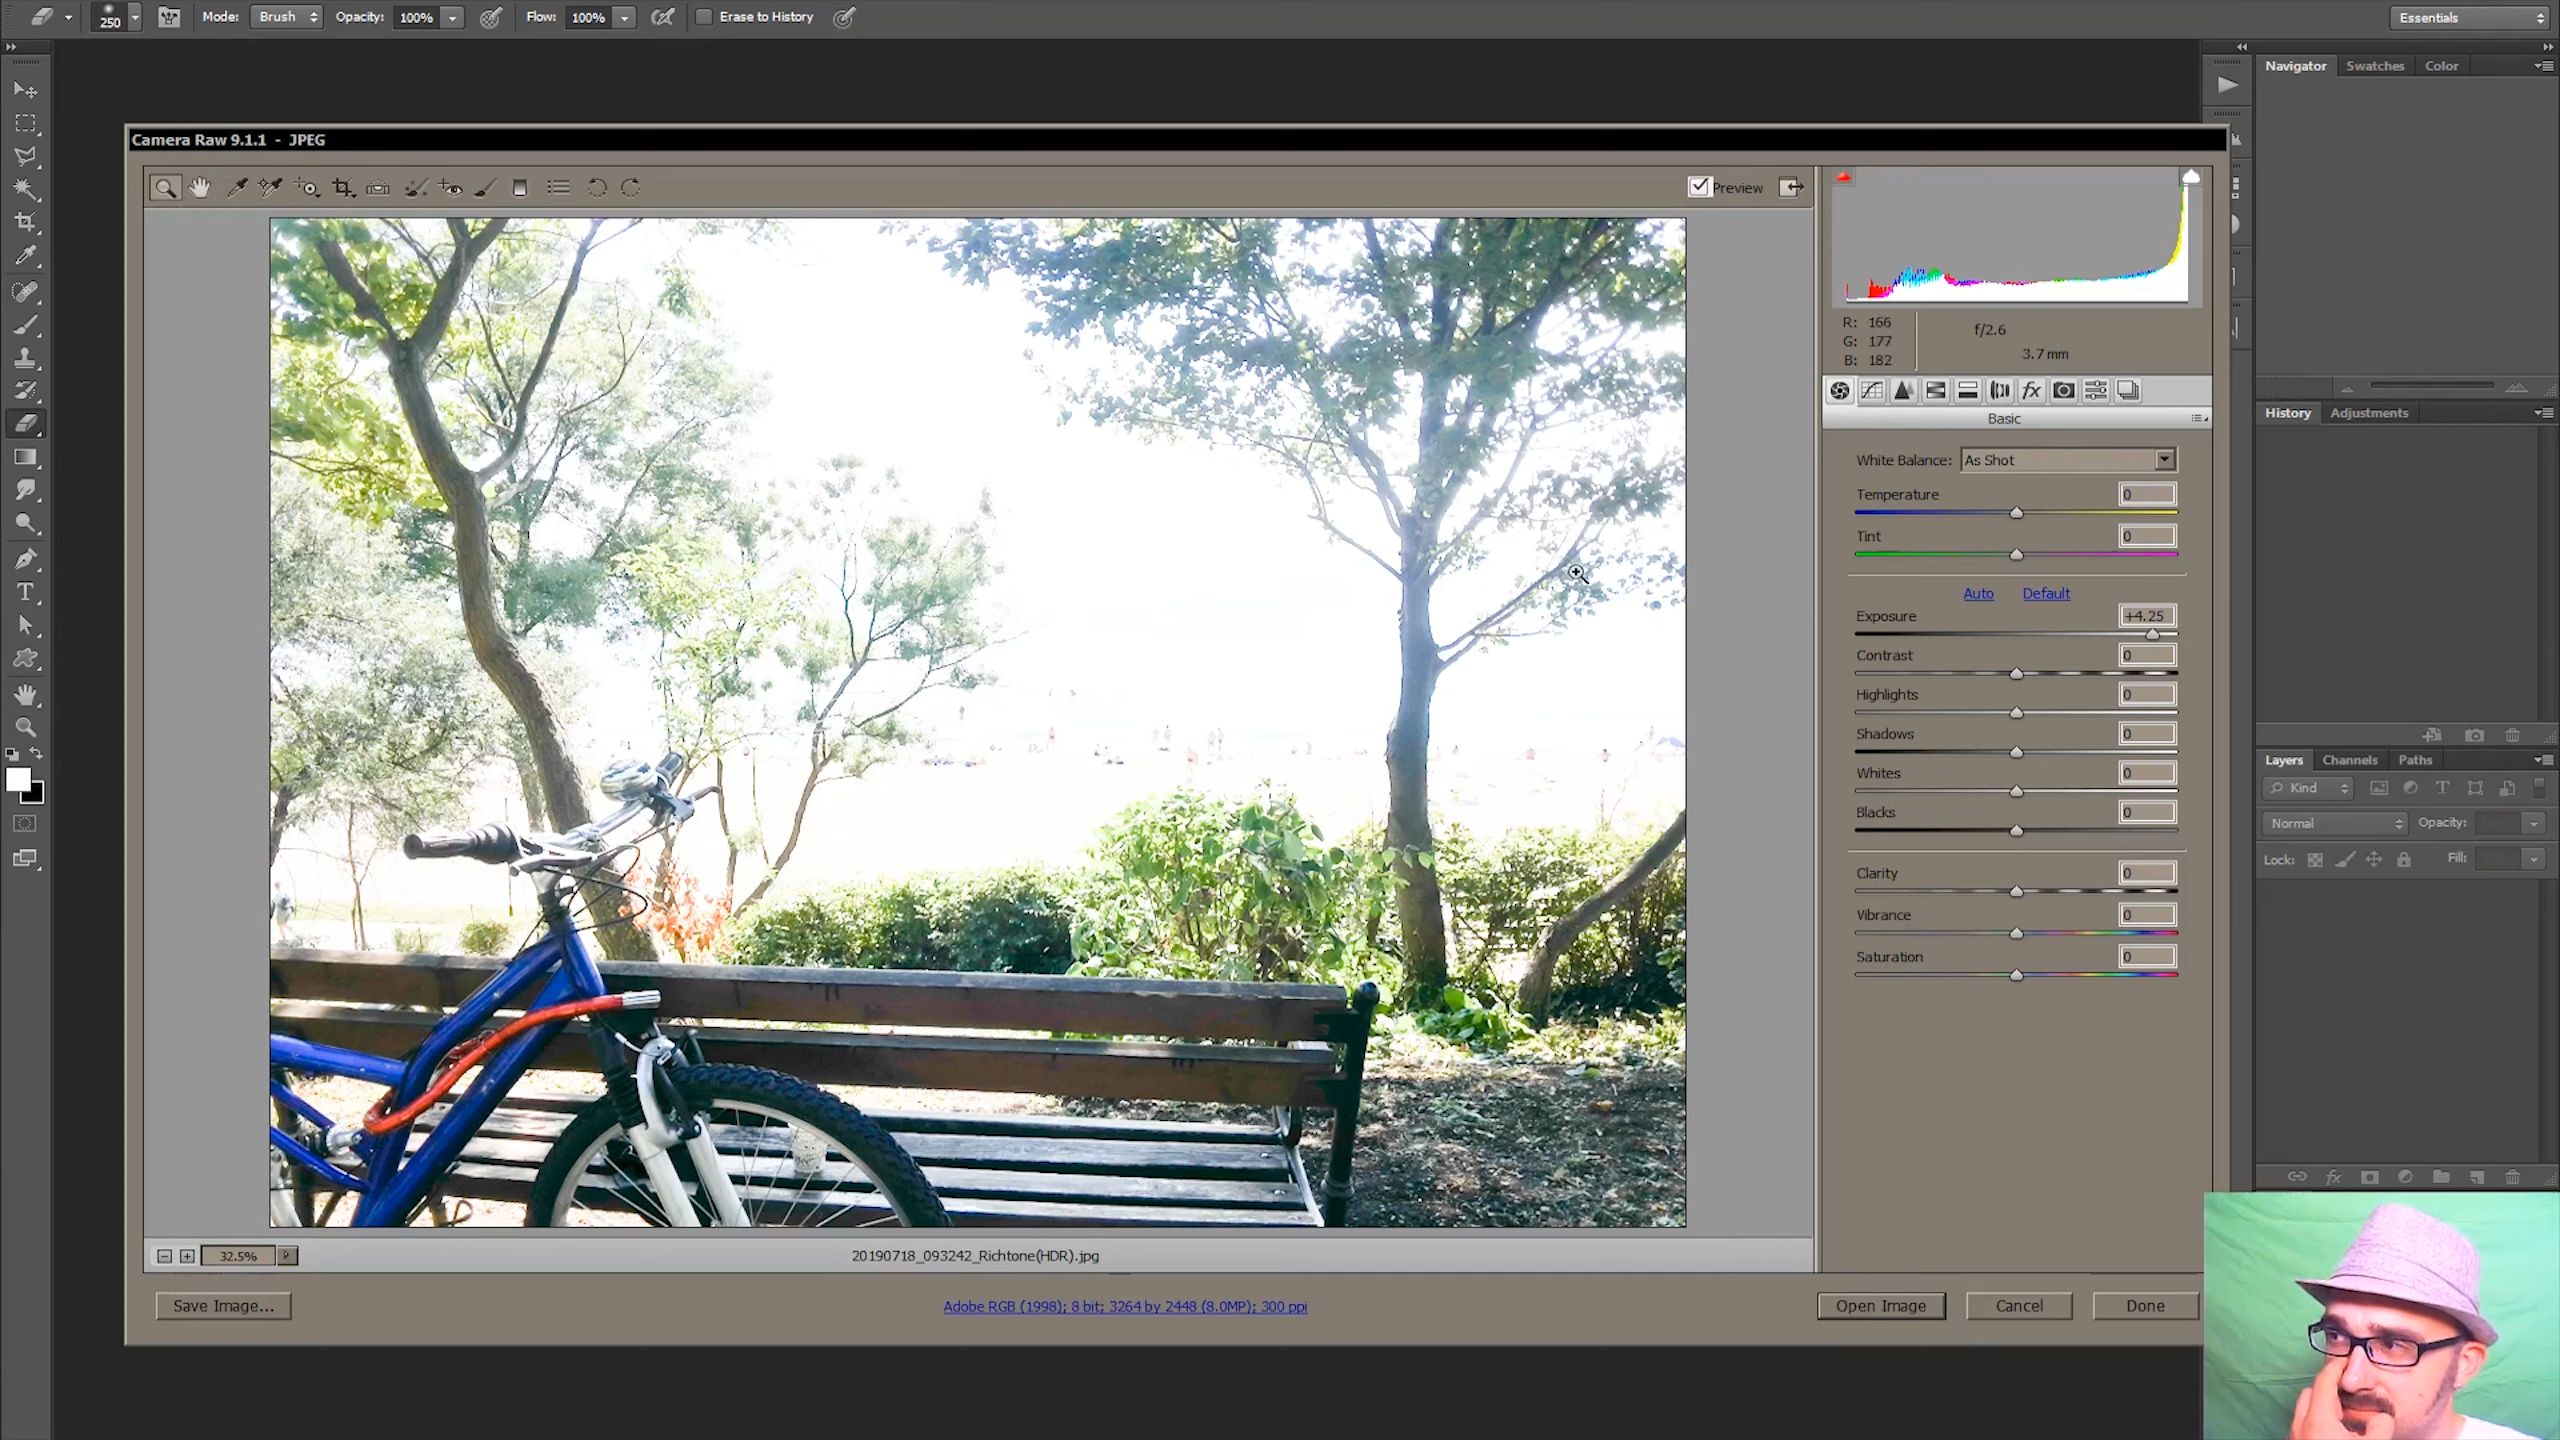 250 Mode: Brush Opacity: 100% Flow: 100% Erase to History Essentials
Navigator Swatches Color
Camera Raw 9.1.1 - JPEG
Preview
R: 166
G: 177
B: 182
f/2.6
3.7 mm
Basic
White Balance: As Shot
Temperature 0
Tint 0
Auto Default
Exposure +4.25
Contrast 0
Highlights 0
Shadows 0
Whites 0
Blacks 0
Clarity 0
Vibrance 0
Saturation 0
History Adjustments
Layers Channels Paths
Kind
Normal Opacity:
Lock: Fill:
32.5% 20190718_093242_Richtone(HDR).jpg
Save Image... Adobe RGB (1998); 8 bit; 3264 by 2448 (8.0MP); 300 ppi Open Image Cancel Done